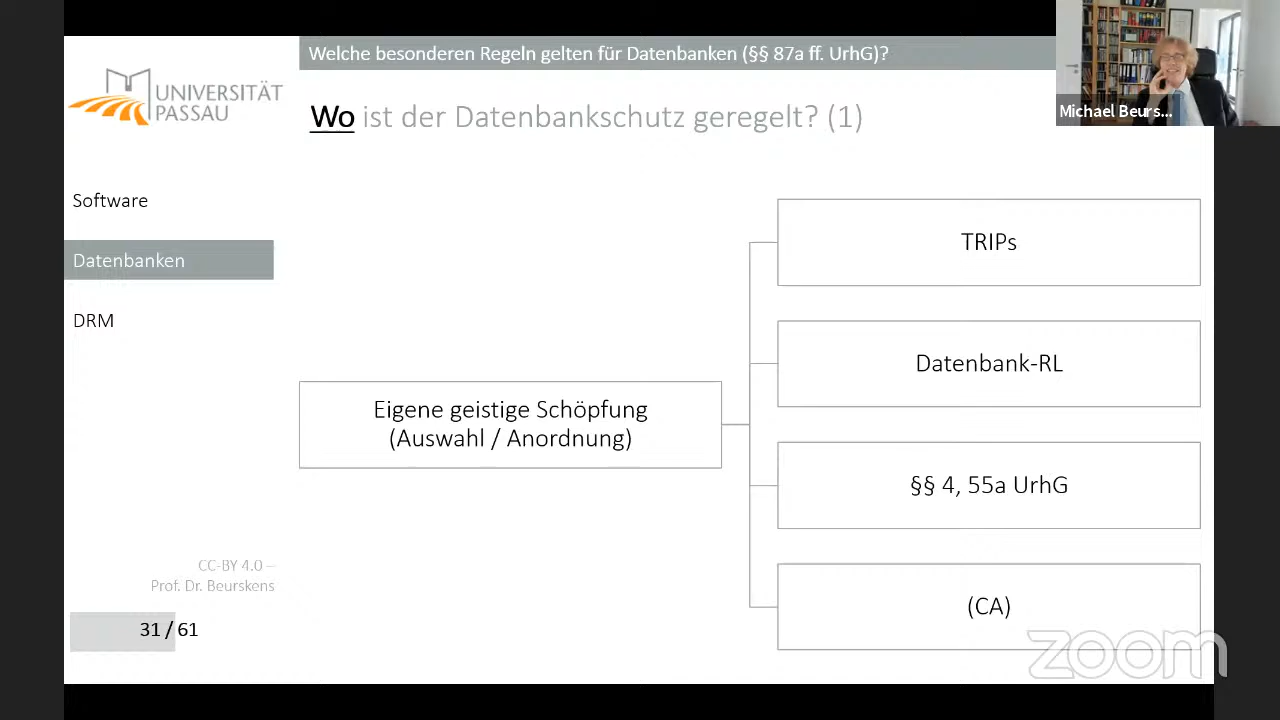 Welche besonderen Regeln gelten für Datenbanken (§§ 87a ff. UrhG)?
UNIVERSITÄT
PASSAU
Wo ist der Datenbankschutz geregelt? (1)
Michael Beurs...
Software
Datenbanken
DRM
Eigene geistige Schöpfung
(Auswahl / Anordnung)
TRIPs
Datenbank-RL
§§ 4, 55a UrhG
(CA)
CC-BY 4.0 –
Prof. Dr. Beurskens
31 / 61
zoom